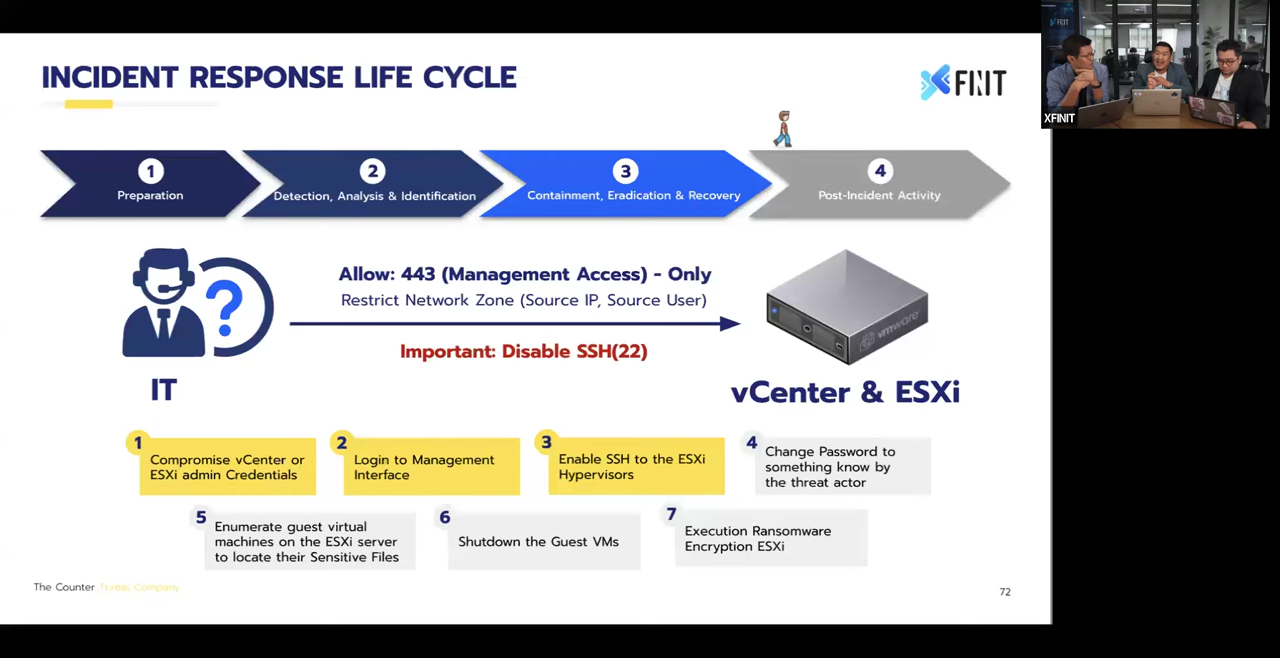 INCIDENT RESPONSE LIFE CYCLE
XFINIT
XFINIT
1
Preparation
2
Detection, Analysis & Identification
3
Containment, Eradication & Recovery
4
Post-Incident Activity
?
Allow: 443 (Management Access) - Only
Restrict Network Zone (Source IP, Source User)
Important: Disable SSH(22)
IT
vmware
vCenter & ESXi
1
Compromise vCenter or
ESXi admin Credentials
2
Login to Management
Interface
3
Enable SSH to the ESXi
Hypervisors
4
Change Password to
something know by
the threat actor
5
Enumerate guest virtual
machines on the ESXi server
to locate their Sensitive Files
6
Shutdown the Guest VMs
7
Execution Ransomware
Encryption ESXi
The Counter Threat Company
72